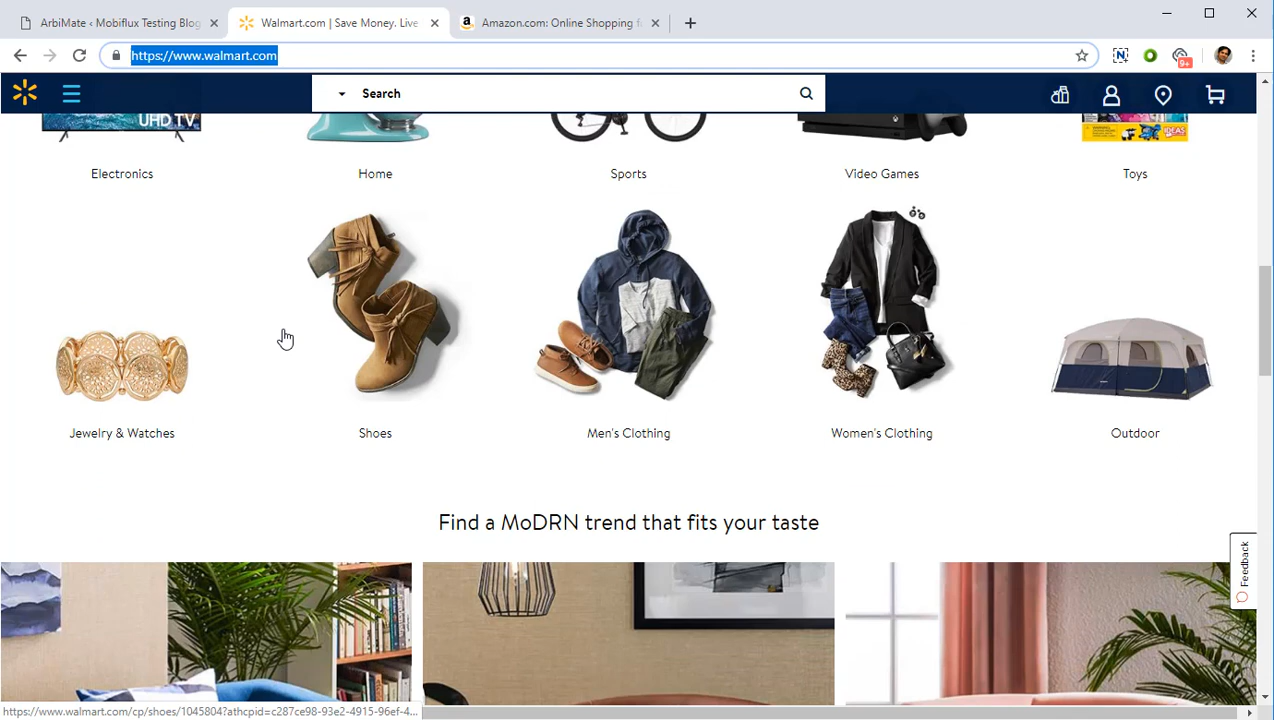 ArbiMate ‹ Mobiflux Testing Blog
Walmart.com | Save Money. Live
Amazon.com: Online Shopping f
https://www.walmart.com
N
9+
Search
UHD TV
IDEAS
Electronics
Home
Sports
Video Games
Toys
Jewelry & Watches
Shoes
Men's Clothing
Women's Clothing
Outdoor
Find a MoDRN trend that fits your taste
Feedback
https://www.walmart.com/cp/shoes/1045804?athcpid=c287ce98-93e2-4915-96ef-4...